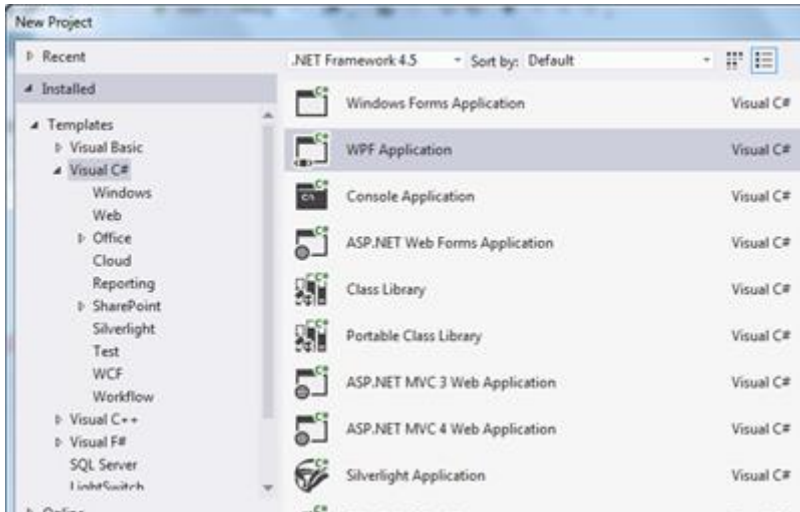 New Project
Recent
.NET Framework 4.5 Sort by: Default
Installed
Templates
Visual Basic
Visual C#
Windows
Web
Office
Cloud
Reporting
SharePoint
Silverlight
Test
WCF
Workflow
Visual C++
Visual F#
SQL Server
LightSwitch
Online
Windows Forms Application Visual C#
WPF Application Visual C#
Console Application Visual C#
ASP.NET Web Forms Application Visual C#
Class Library Visual C#
Portable Class Library Visual C#
ASP.NET MVC 3 Web Application Visual C#
ASP.NET MVC 4 Web Application Visual C#
Silverlight Application Visual C#